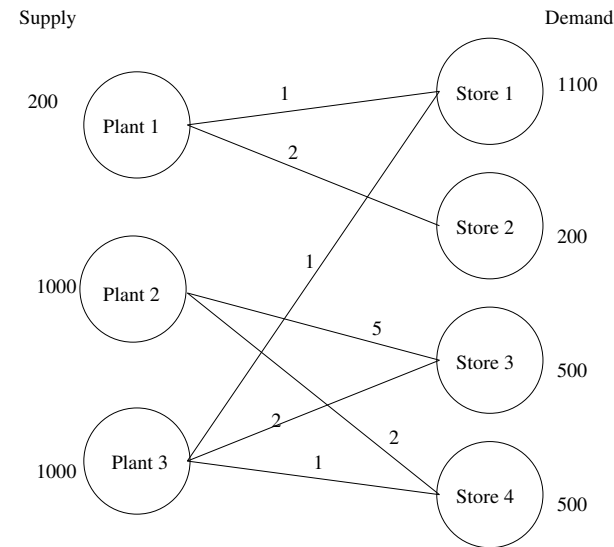 Supply
Demand
200
Plant 1
1
Store 1
1100
2
Store 2
200
1
1000
Plant 2
5
Store 3
500
2
2
1000
Plant 3
1
Store 4
500